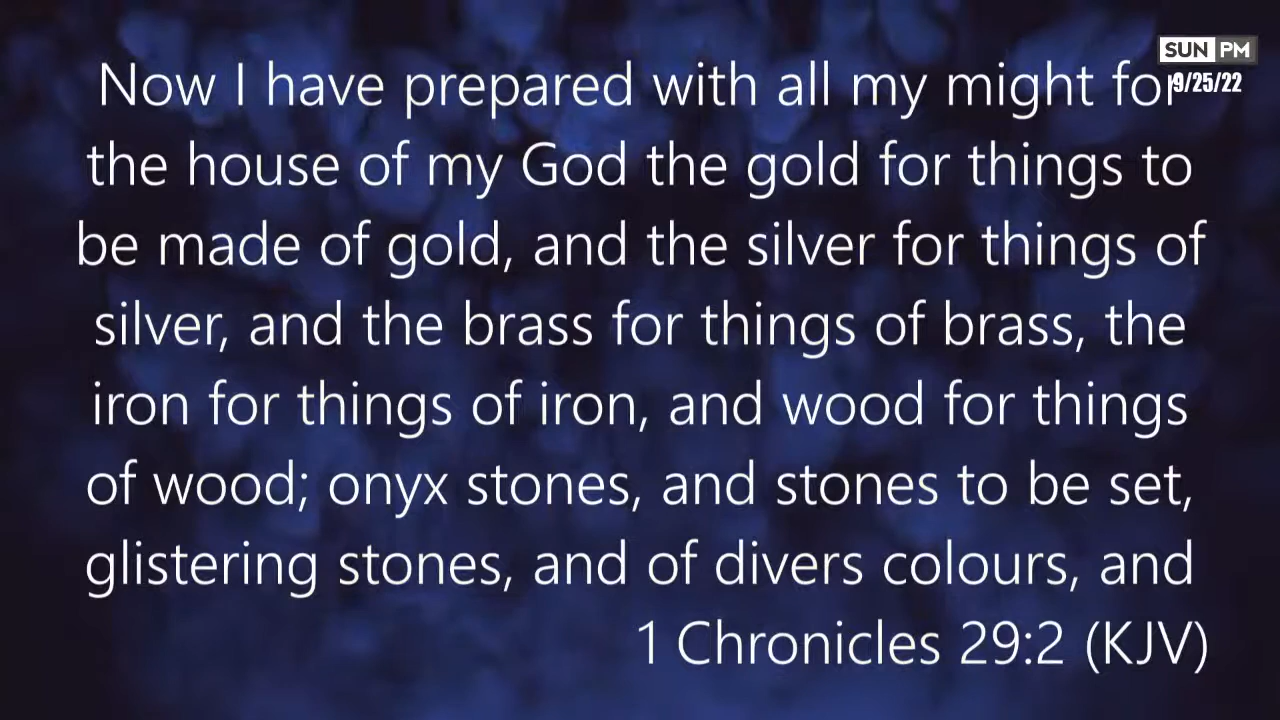 SUN PM
9/25/22
Now I have prepared with all my might for
the house of my God the gold for things to
be made of gold, and the silver for things of
silver, and the brass for things of brass, the
iron for things of iron, and wood for things
of wood; onyx stones, and stones to be set,
glistering stones, and of divers colours, and
1 Chronicles 29:2 (KJV)